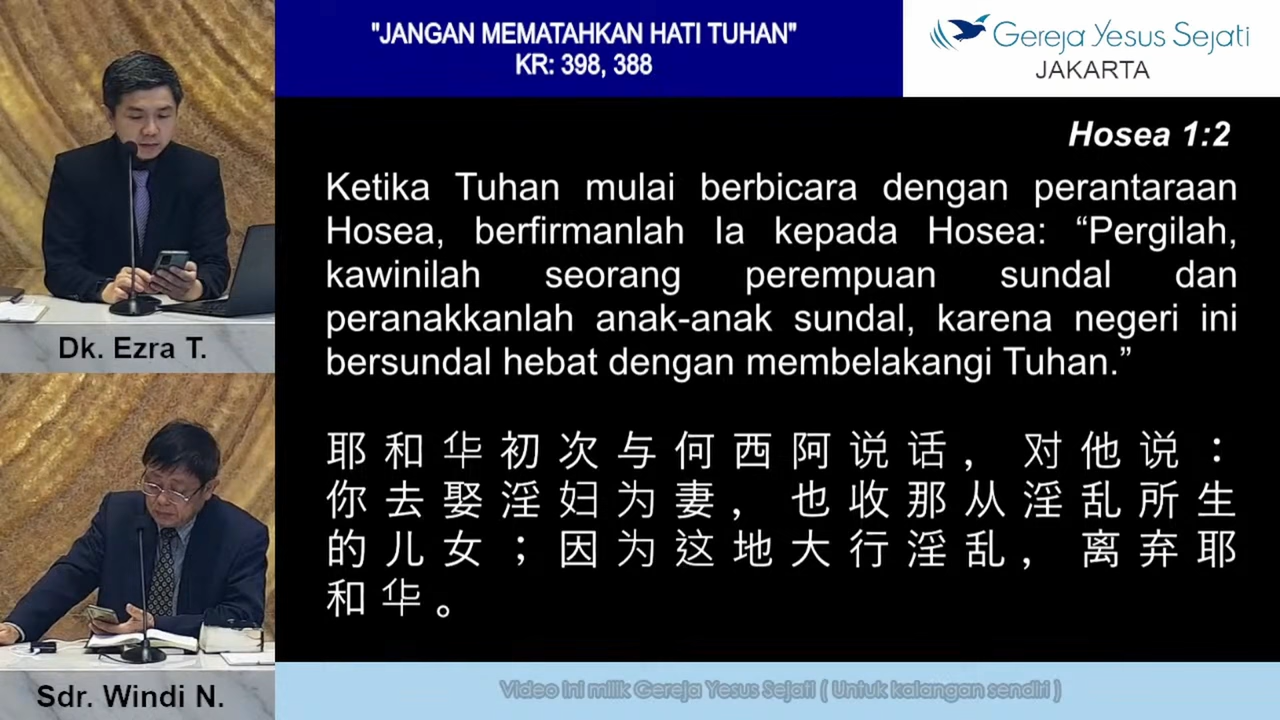 "JANGAN MEMATAHKAN HATI TUHAN"
KR: 398, 388
Gereja Yesus Sejati
JAKARTA
Hosea 1:2
Ketika Tuhan mulai berbicara dengan perantaraan
Hosea, berfirmanlah Ia kepada Hosea: “Pergilah,
kawinilah seorang perempuan sundal dan
peranakkanlah anak-anak sundal, karena negeri ini
bersundal hebat dengan membelakangi Tuhan.”
耶和华初次与何西阿说话，对他说：
你去娶淫妇为妻，也收那从淫乱所生
的儿女；因为这地大行淫乱，离弃耶
和华。
Dk. Ezra T.
Sdr. Windi N.
Video ini milik Gereja Yesus Sejati ( Untuk kalangan sendiri )